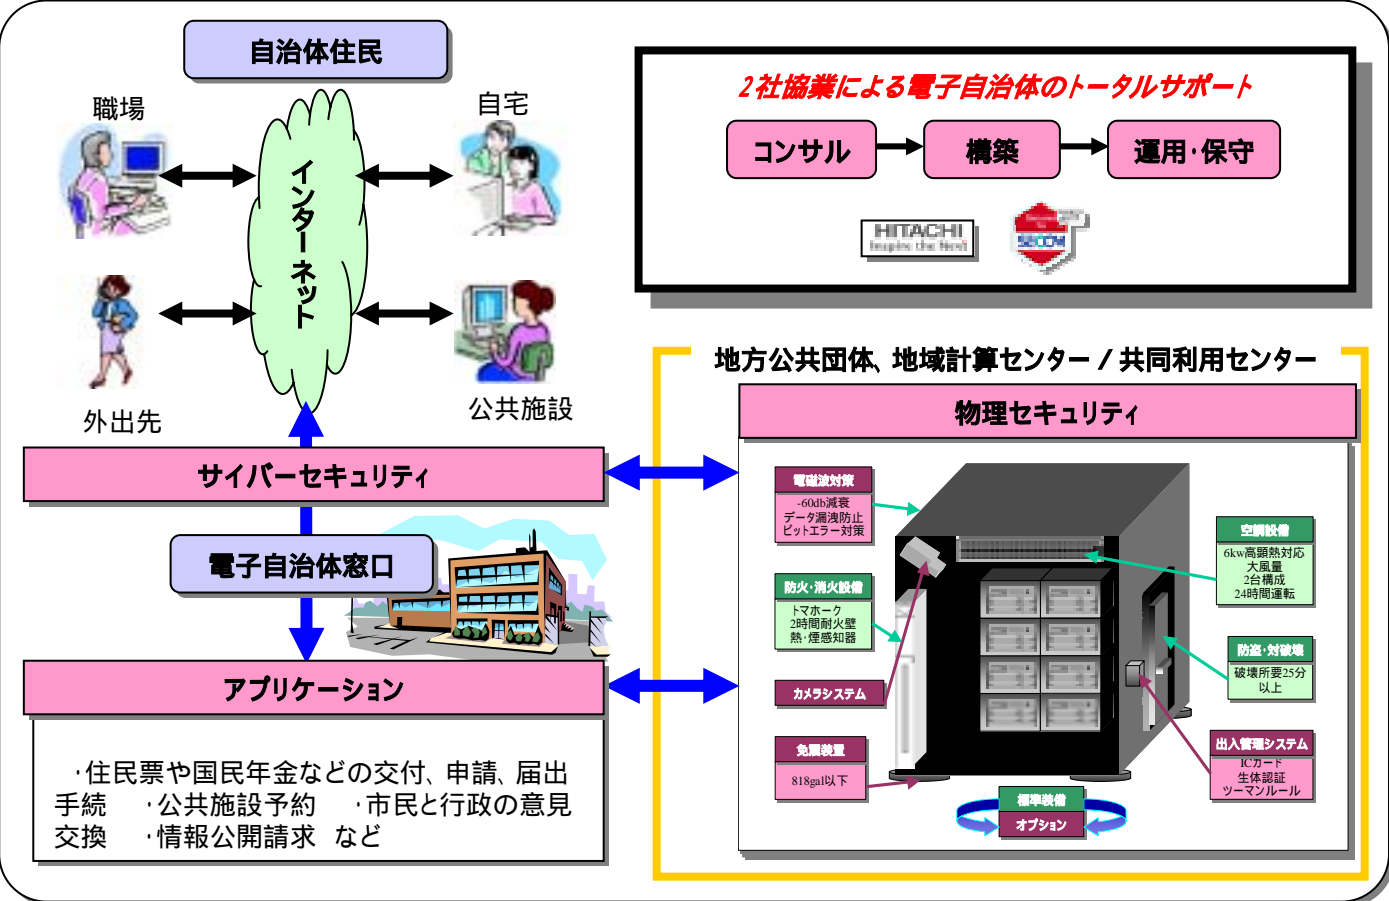 自治体住民
職場
自宅
インターネット
外出先
公共施設
2社協業による電子自治体のトータルサポート
コンサル
構築
運用・保守
HITACHI
Inspire the Next
SECOM
サイバーセキュリティ
電子自治体窓口
アプリケーション
・住民票や国民年金などの交付、申請、届出
手続　・公共施設予約　・市民と行政の意見
交換　・情報公開請求　など
地方公共団体、地域計算センター / 共同利用センター
物理セキュリティ
電磁波対策
-60db減衰
データ漏洩防止
ビットエラー対策
防火・消火設備
トマホーク
2時間耐火壁
熱・煙感知器
カメラシステム
免震装置
818gal以下
空調設備
6kw高顕熱対応
大風量
2台構成
24時間運転
防盗・対破壊
破壊所要25分
以上
出入管理システム
ICカード
生体認証
ツーマンルール
標準装備
オプション